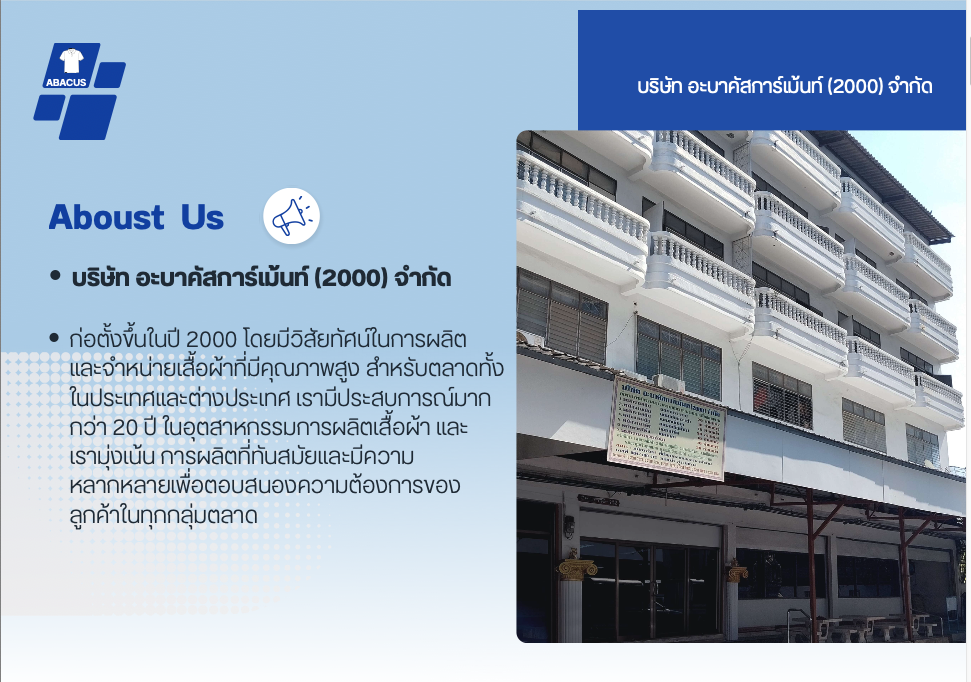 ABACUS
บริษัท อะบาคัสการ์เม้นท์ (2000) จำกัด
Aboust Us
• บริษัท อะบาคัสการ์เม้นท์ (2000) จำกัด
• ก่อตั้งขึ้นในปี 2000 โดยมีวิสัยทัศน์ในการผลิต
และจำหน่ายเสื้อผ้าที่มีคุณภาพสูง สำหรับตลาดทั้ง
ในประเทศและต่างประเทศ เรามีประสบการณ์มาก
กว่า 20 ปี ในอุตสาหกรรมการผลิตเสื้อผ้า และ
เรามุ่งเน้น การผลิตที่ทันสมัยและมีความ
หลากหลายเพื่อตอบสนองความต้องการของ
ลูกค้าในทุกกลุ่มตลาด